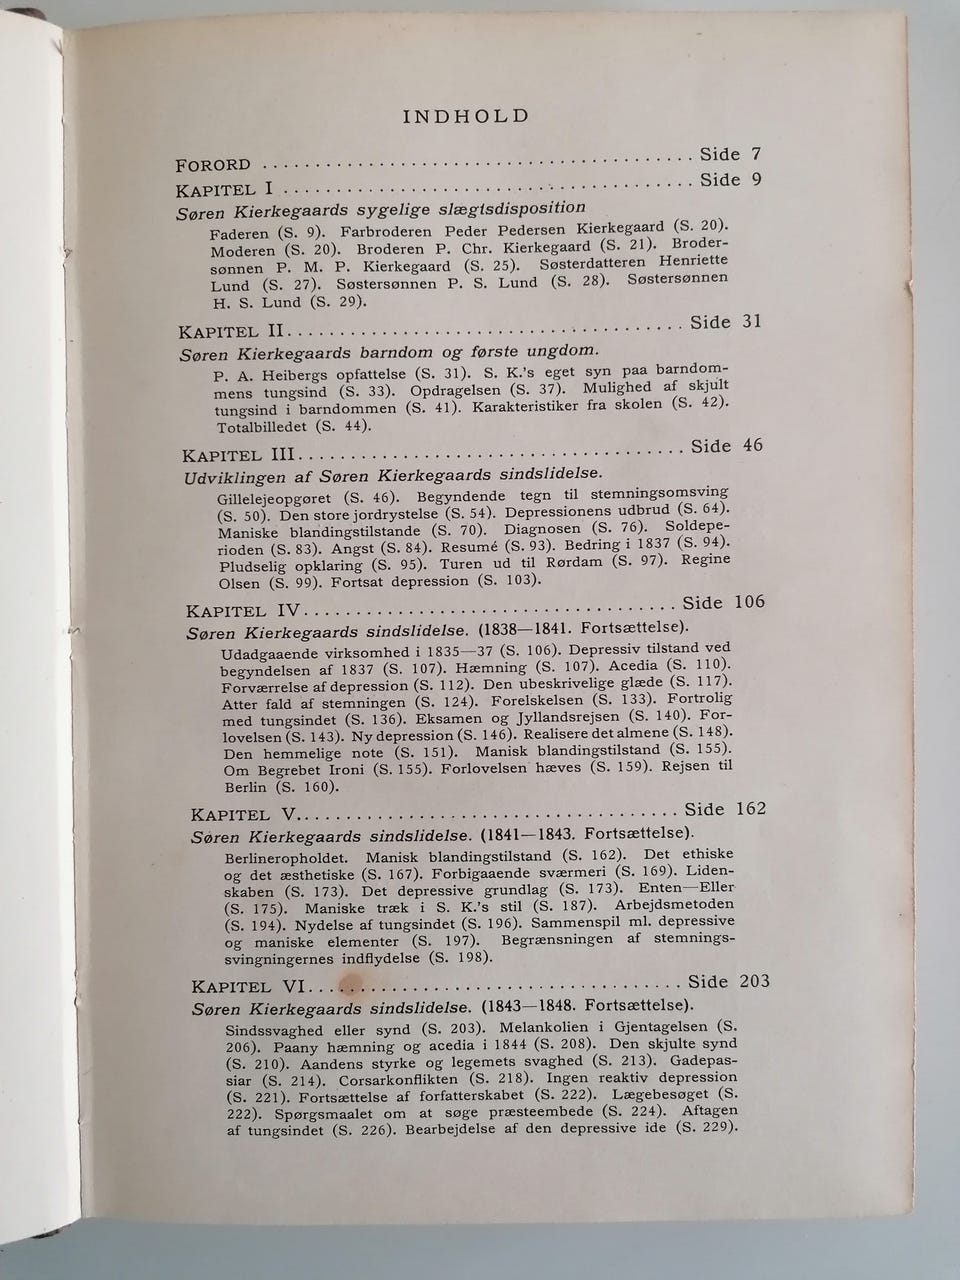 INDHOLD
FORORD ........................................ Side 7
KAPITEL I ...................................... Side 9
Søren Kierkegaards sygelige slægtsdisposition
Faderen (S. 9). Farbroderen Peder Pedersen Kierkegaard (S. 20).
Moderen (S. 20). Broderen P. Chr. Kierkegaard (S. 21). Broder-
sønnen P. M. P. Kierkegaard (S. 25). Søsterdatteren Henriette
Lund (S. 27). Søstersønnen P. S. Lund (S. 28). Søstersønnen
H. S. Lund (S. 29).
KAPITEL II..................................... Side 31
Søren Kierkegaards barndom og første ungdom.
P. A. Heibergs opfattelse (S. 31). S. K.'s eget syn paa barndom-
mens tungsind (S. 33). Opdragelsen (S. 37). Mulighed af skjult
tungsind i barndommen (S. 41). Karakteristiker fra skolen (S. 42).
Totalbilledet (S. 44).
KAPITEL III.................................... Side 46
Udviklingen af Søren Kierkegaards sindslidelse.
Gillelejeopgøret (S. 46). Begyndende tegn til stemningsomsving
(S. 50). Den store jordrystelse (S. 54). Depressionens udbrud (S. 64).
Maniske blandingstilstande (S. 70). Diagnosen (S. 76). Soldepe-
rioden (S. 83). Angst (S. 84). Resumé (S. 93). Bedring i 1837 (S. 94).
Pludselig opklaring (S. 95). Turen ud til Rørdam (S. 97). Regine
Olsen (S. 99). Fortsat depression (S. 103).
KAPITEL IV................................... Side 106
Søren Kierkegaards sindslidelse. (1838—1841. Fortsættelse).
Udadgaaende virksomhed i 1835—37 (S. 106). Depressiv tilstand ved
begyndelsen af 1837 (S. 107). Hæmning (S. 107). Acedia (S. 110).
Forværrelse af depression (S. 112). Den ubeskrivelige glæde (S. 117).
Atter fald af stemningen (S. 124). Forelskelsen (S. 133). Fortrolig
med tungsindet (S. 136). Eksamen og Jyllandsrejsen (S. 140). For-
lovelsen (S. 143). Ny depression (S. 146). Realisere det almene (S. 148).
Den hemmelige note (S. 151). Manisk blandingstilstand (S. 155).
Om Begrebet Ironi (S. 155). Forlovelsen hæves (S. 159). Rejsen til
Berlin (S. 160).
KAPITEL V.................................... Side 162
Søren Kierkegaards sindslidelse. (1841—1843. Fortsættelse).
Berlineropholdet. Manisk blandingstilstand (S. 162). Det ethiske
og det æsthetiske (S. 167). Forbigaaende sværmeri (S. 169). Liden-
skaben (S. 173). Det depressive grundlag (S. 173). Enten—Eller
(S. 175). Maniske træk i S. K.'s stil (S. 187). Arbejdsmetoden
(S. 194). Nydelse af tungsindet (S. 196). Sammenspil ml. depressive
og maniske elementer (S. 197). Begrænsningen af stemnings-
svingningernes indflydelse (S. 198).
KAPITEL VI................................... Side 203
Søren Kierkegaards sindslidelse. (1843—1848. Fortsættelse).
Sindssvaghed eller synd (S. 203). Melankolien i Gjentagelsen (S.
206). Paany hæmning og acedia i 1844 (S. 208). Den skjulte synd
(S. 210). Aandens styrke og legemets svaghed (S. 213). Gadepas-
siar (S. 214). Corsarkonflikten (S. 218). Ingen reaktiv depression
(S. 221). Fortsættelse af forfatterskabet (S. 222). Lægebesøget (S.
222). Spørgsmaalet om at søge præsteembede (S. 224). Aftagen
af tungsindet (S. 226). Bearbejdelse af den depressive ide (S. 229).